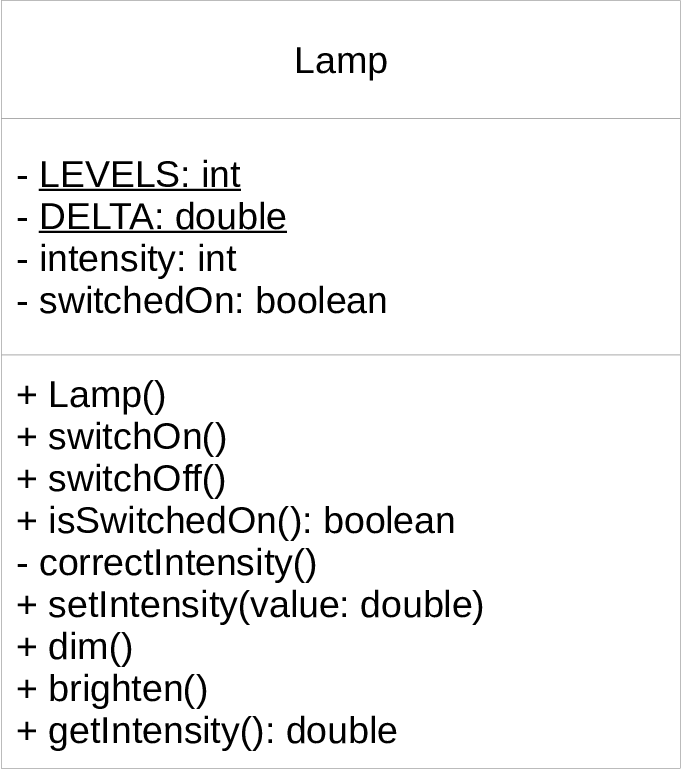 Lamp
- LEVELS: int
- DELTA: double
- intensity: int
- switchedOn: boolean
+ Lamp()
+ switchOn()
+ switchOff()
+ isSwitchedOn(): boolean
- correctIntensity()
+ setIntensity(value: double)
+ dim()
+ brighten()
+ getIntensity(): double